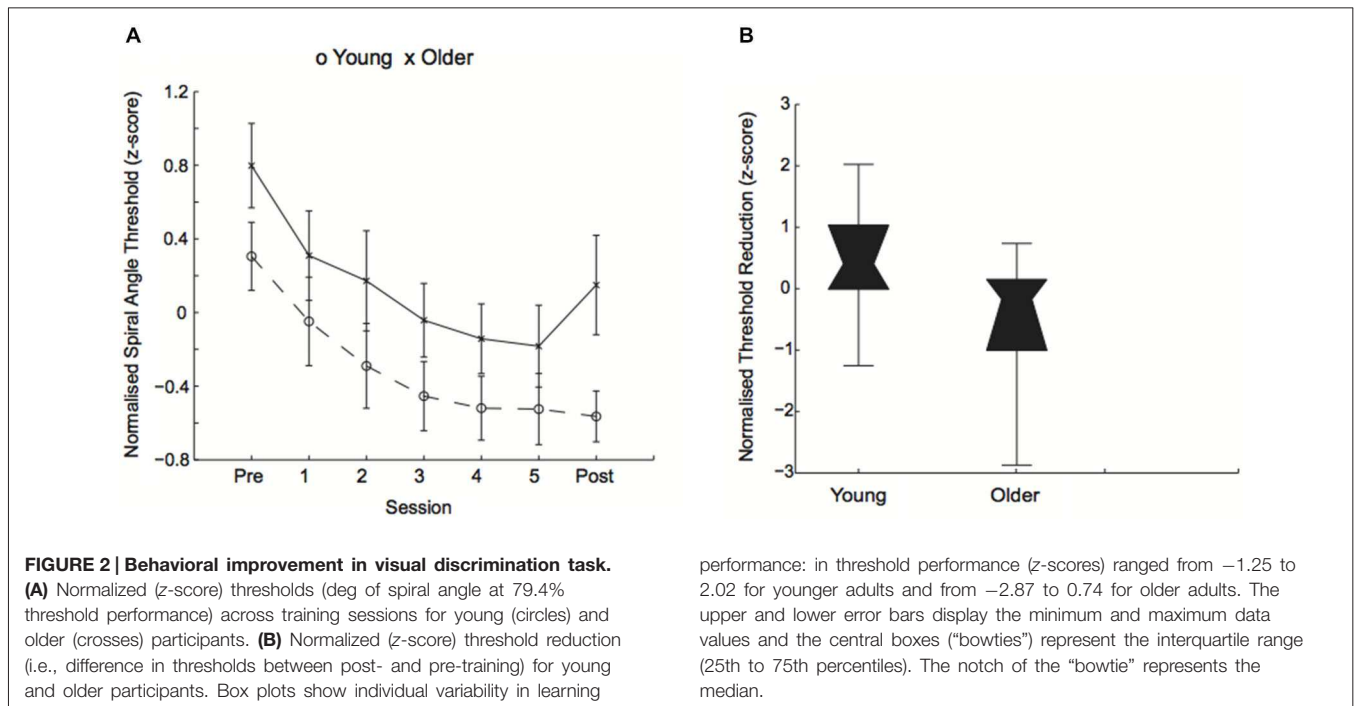 A
o Young x Older
Normalised Spiral Angle Threshold (z-score)
1.2
0.8
0.4
0
−0.4
−0.8
Pre 1 2 3 4 5 Post
Session
B
Normalised Threshold Reduction (z-score)
3
2
1
0
−1
−2
−3
Young Older
FIGURE 2 | Behavioral improvement in visual discrimination task.
(A) Normalized (z-score) thresholds (deg of spiral angle at 79.4%
threshold performance) across training sessions for young (circles) and
older (crosses) participants. (B) Normalized (z-score) threshold reduction
(i.e., difference in thresholds between post- and pre-training) for young
and older participants. Box plots show individual variability in learning
performance: in threshold performance (z-scores) ranged from −1.25 to
2.02 for younger adults and from −2.87 to 0.74 for older adults. The
upper and lower error bars display the minimum and maximum data
values and the central boxes (“bowties”) represent the interquartile range
(25th to 75th percentiles). The notch of the “bowtie” represents the
median.